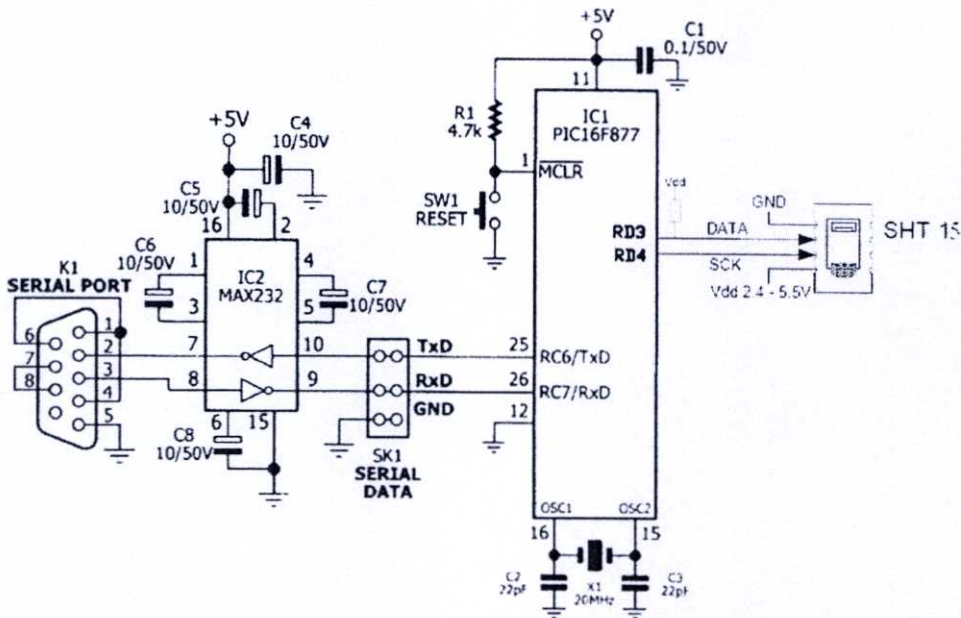 +5V
C1
0.1/50V
11
R1
4.7k
IC1
PIC16F877
1
MCLR
SW1
RESET
+5V
C4
10/50V
C5
10/50V
16
2
C6
10/50V
1
3
IC2
MAX232
4
5
C7
10/50V
K1
SERIAL PORT
6
7
8
1
2
3
4
5
7
10
8
9
6
15
C8
10/50V
TxD
RxD
GND
SK1
SERIAL
DATA
25
RC6/TxD
26
RC7/RxD
12
Vdd
RD3
RD4
DATA
SCK
GND
Vdd 2.4 - 5.5V
SHT 15
OSC1
OSC2
16
15
C2
22pF
X1
20MHz
C3
22pF